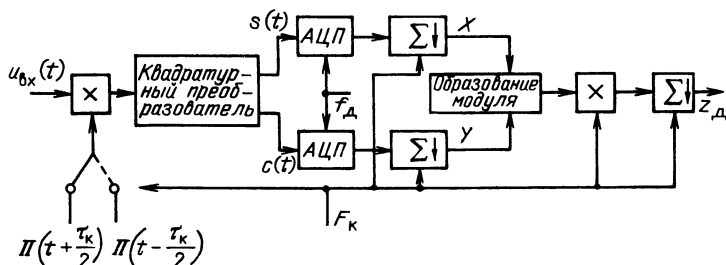 u_вх(t)
×
Квадратур-
ный преоб-
разователь
s(t)
c(t)
АЦП
АЦП
f_д
Σ↓
Σ↓
X
Y
Образование
модуля
×
Σ↓
z_д
F_к
П(t + τ_к/2)
П(t − τ_к/2)